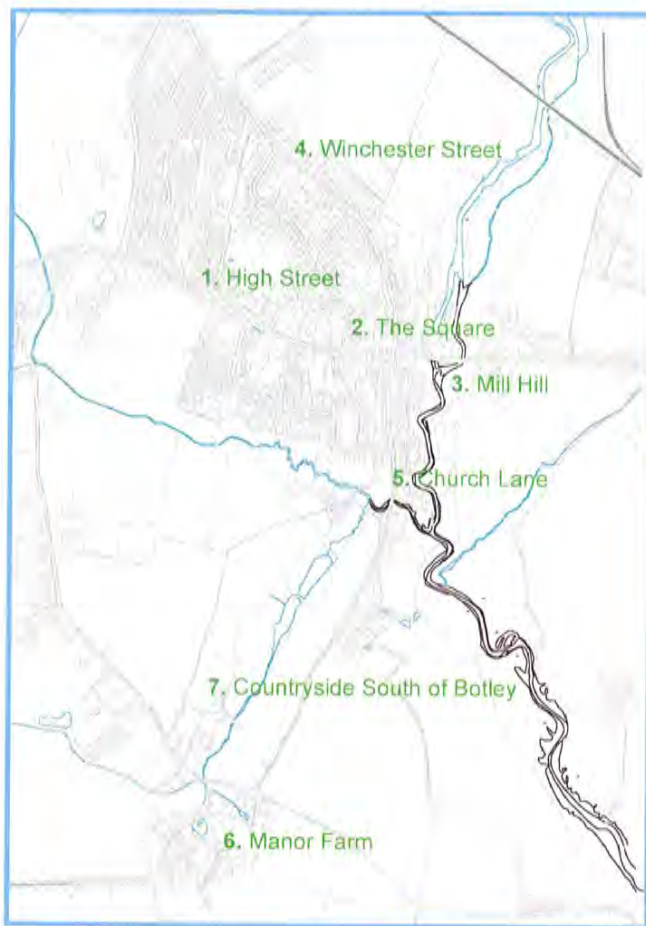 4. Winchester Street
1. High Street
2. The Square
3. Mill Hill
5. Church Lane
7. Countryside South of Botley
6. Manor Farm